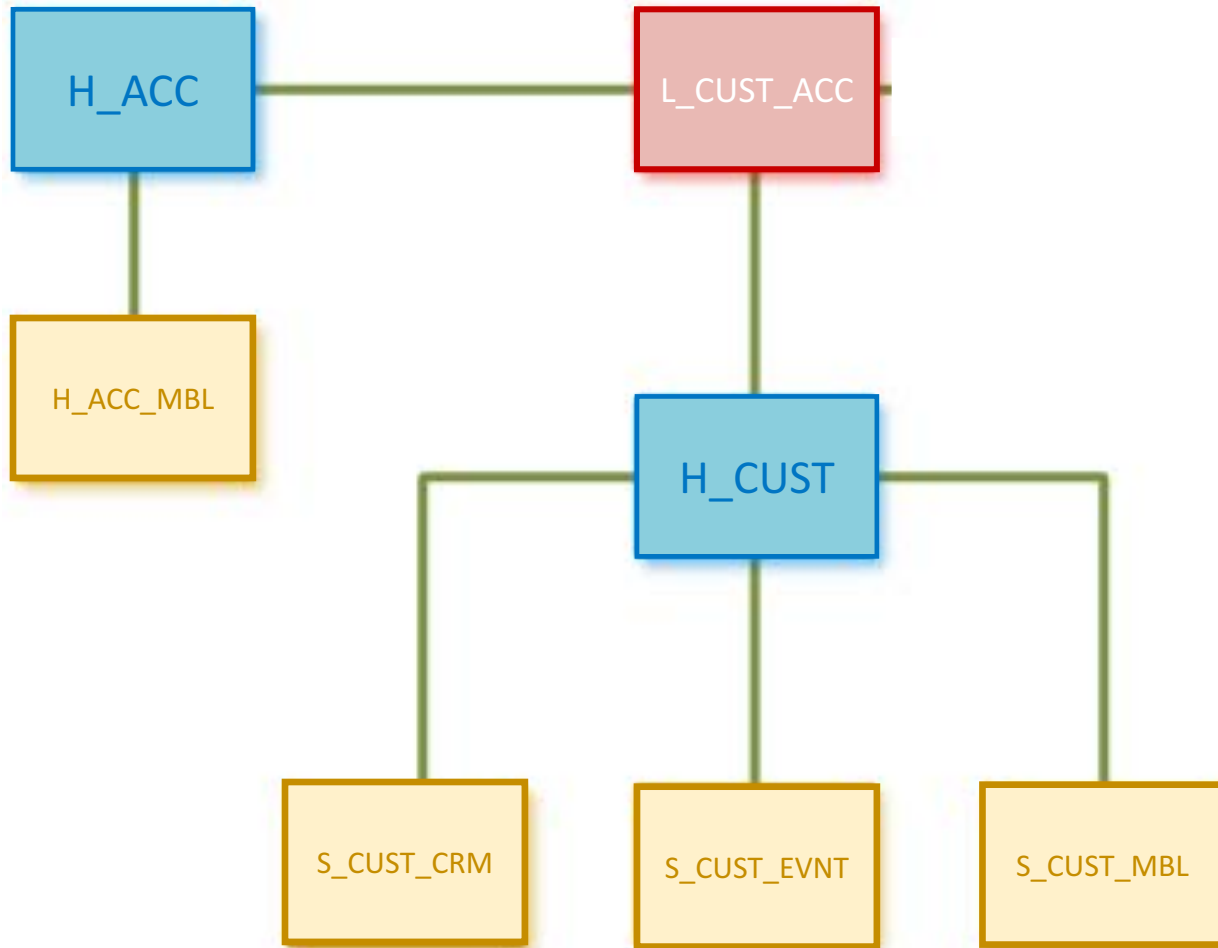 H_ACC
L_CUST_ACC
H_ACC_MBL
H_CUST
S_CUST_CRM
S_CUST_EVNT
S_CUST_MBL